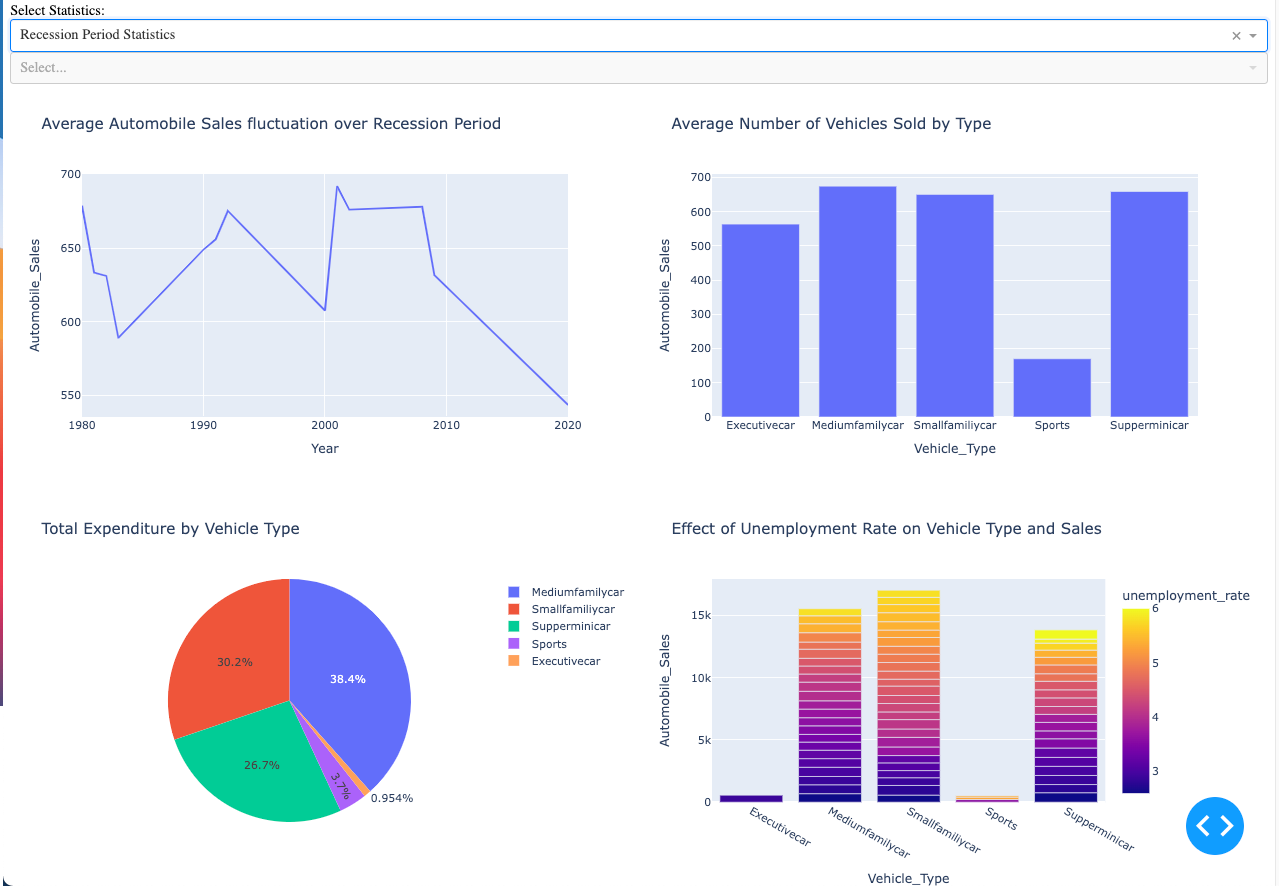 Select Statistics:
Recession Period Statistics
Select...
Average Automobile Sales fluctuation over Recession Period
700
650
600
550
Automobile_Sales
1980 1990 2000 2010 2020
Year
Average Number of Vehicles Sold by Type
700
600
500
400
300
200
100
0
Automobile_Sales
Executivecar Mediumfamilycar Smallfamiliycar Sports Supperminicar
Vehicle_Type
Total Expenditure by Vehicle Type
38.4%
30.2%
26.7%
3.7%
0.954%
Mediumfamilycar
Smallfamiliycar
Supperminicar
Sports
Executivecar
Effect of Unemployment Rate on Vehicle Type and Sales
15k
10k
5k
0
Automobile_Sales
Executivecar Mediumfamilycar Smallfamiliycar Sports Supperminicar
Vehicle_Type
unemployment_rate
6
5
4
3